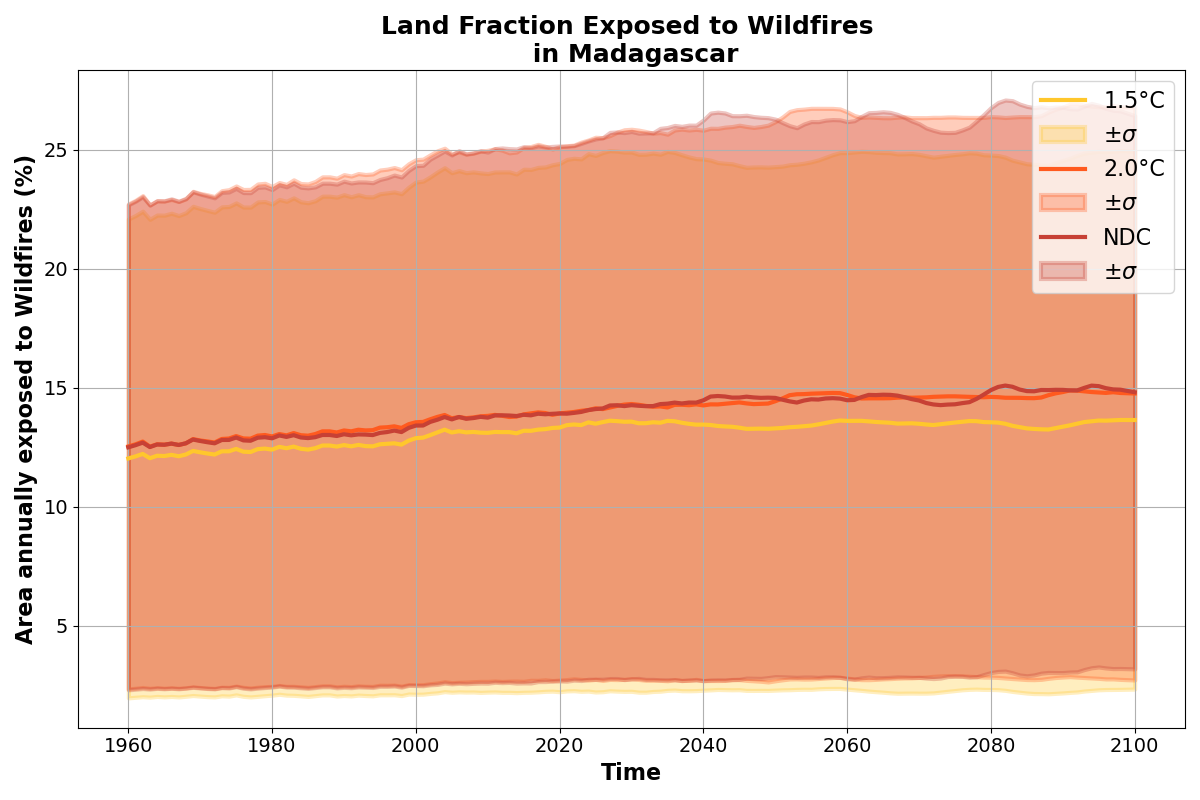 Land Fraction Exposed to Wildfires
in Madagascar
Area annually exposed to Wildfires (%)
25
20
15
10
5
1.5°C
±σ
2.0°C
±σ
NDC
±σ
1960 1980 2000 2020 2040 2060 2080 2100
Time